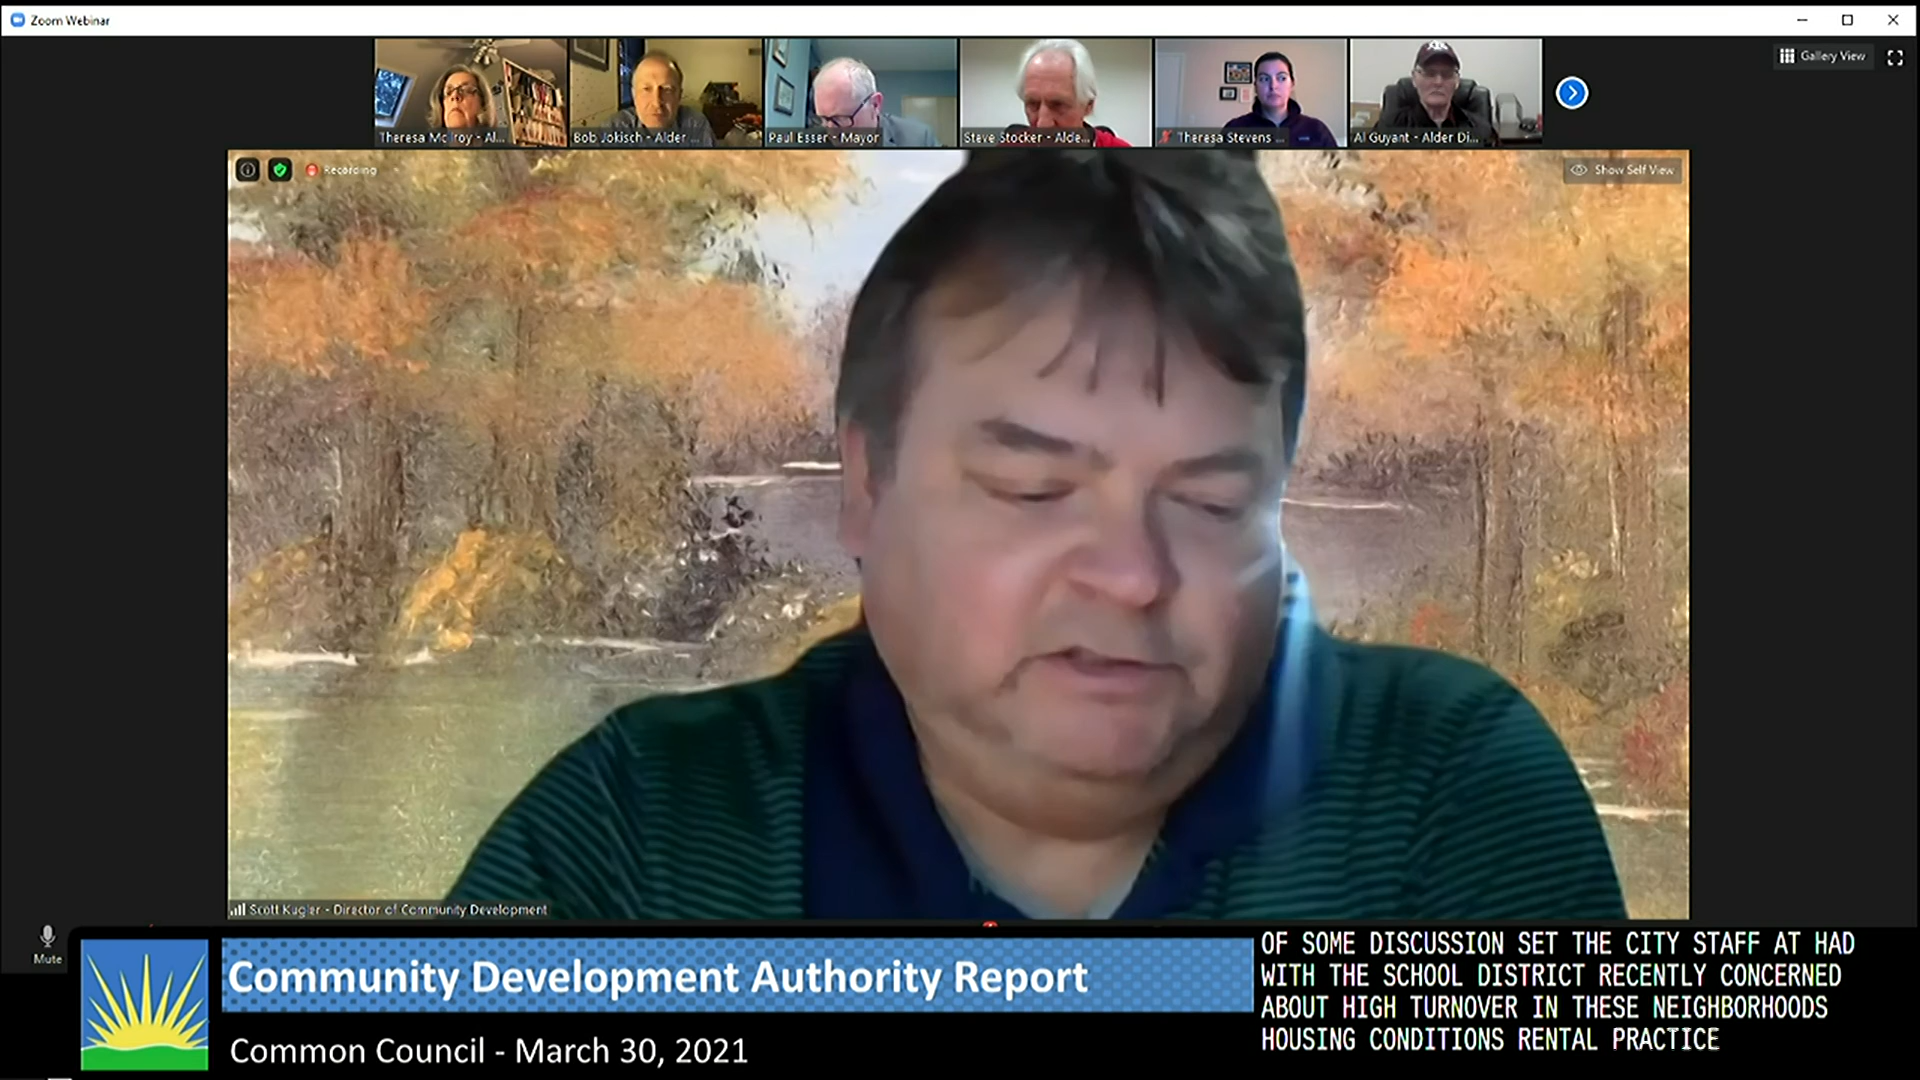 Zoom Webinar
Gallery View
Theresa Mc Ilroy - Al...
Bob Jokisch - Alder ...
Paul Esser - Mayor
Steve Stocker - Alde...
Theresa Stevens ...
Al Guyant - Alder Di...
Recording
Show Self View
Scott Kugler - Director of Community Development
Mute
Community Development Authority Report
Common Council - March 30, 2021
OF SOME DISCUSSION SET THE CITY STAFF AT HAD
WITH THE SCHOOL DISTRICT RECENTLY CONCERNED
ABOUT HIGH TURNOVER IN THESE NEIGHBORHOODS
HOUSING CONDITIONS RENTAL PRACTICE